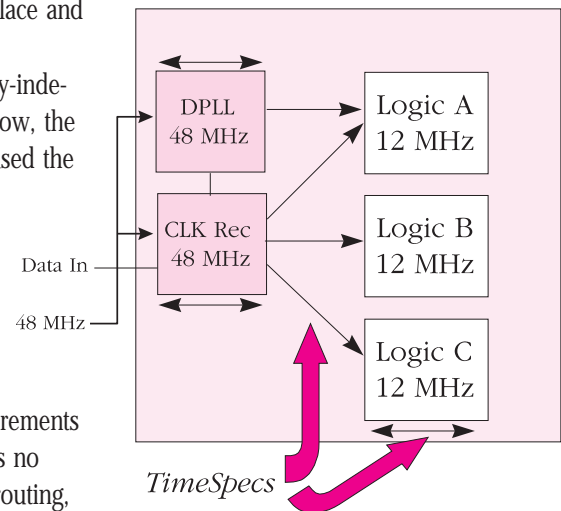 lace and
y-inde-
ow, the
sed the
rements
s no
routing,
DPLL
48 MHz
CLK Rec
48 MHz
Data In
48 MHz
Logic A
12 MHz
Logic B
12 MHz
Logic C
12 MHz
TimeSpecs